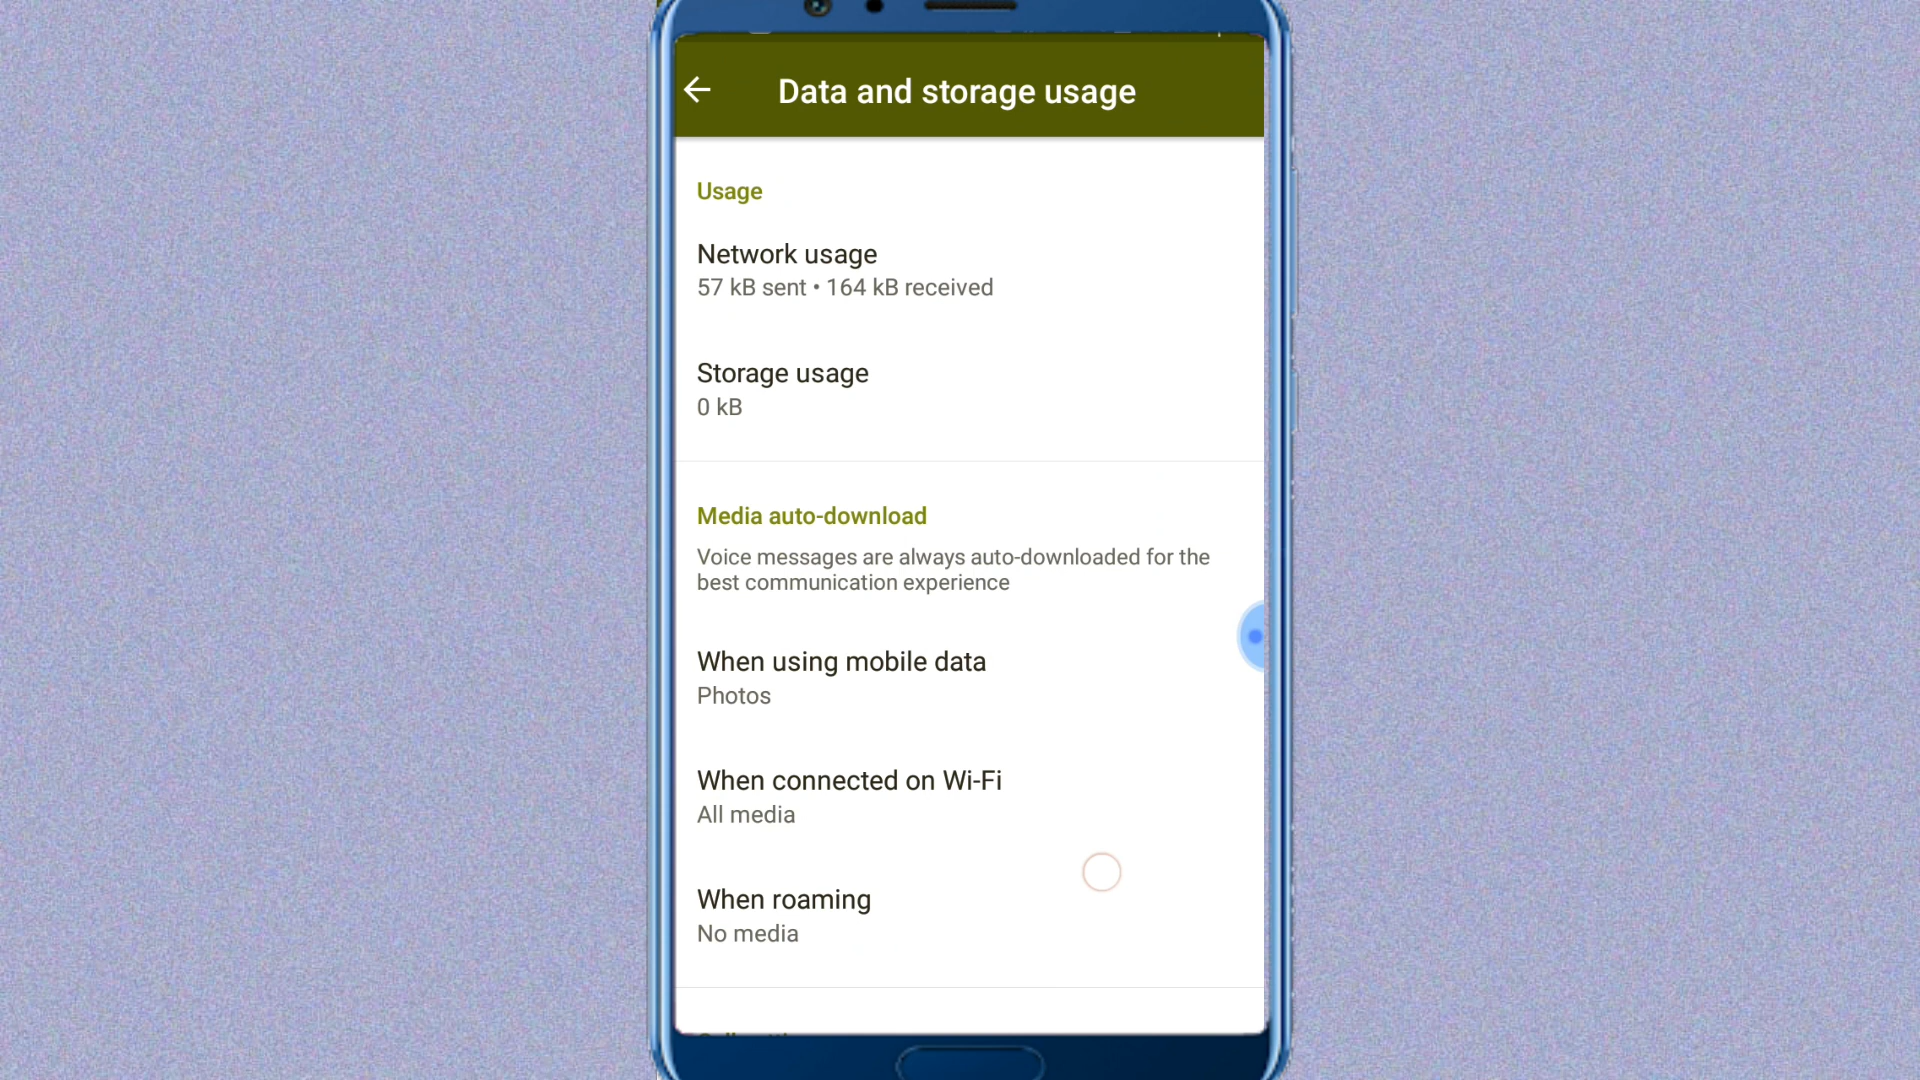 Data and storage usage
Usage
Network usage
57 kB sent • 164 kB received
Storage usage
0 kB
Media auto-download
Voice messages are always auto-downloaded for the
best communication experience
When using mobile data
Photos
When connected on Wi-Fi
All media
When roaming
No media